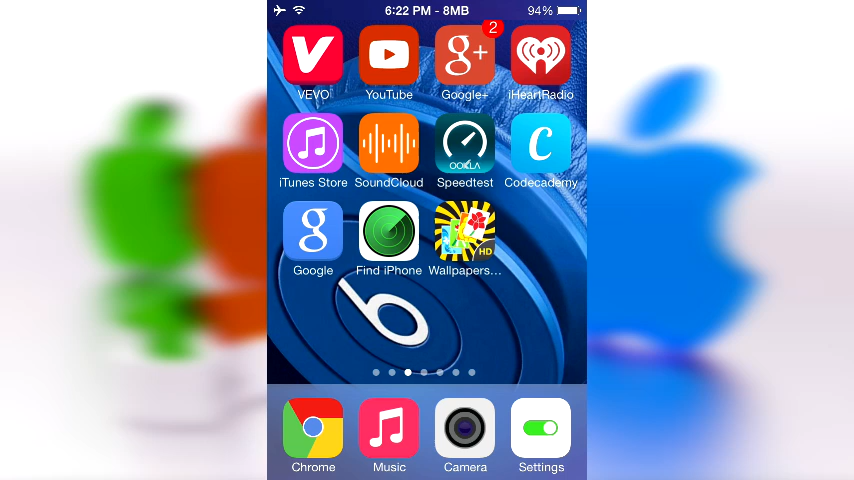 6:22 PM - 8MB 94%
2
VEVO YouTube Google+ iHeartRadio
OOKLA
iTunes Store SoundCloud Speedtest Codecademy
HD
Google Find iPhone Wallpapers...
Chrome Music Camera Settings